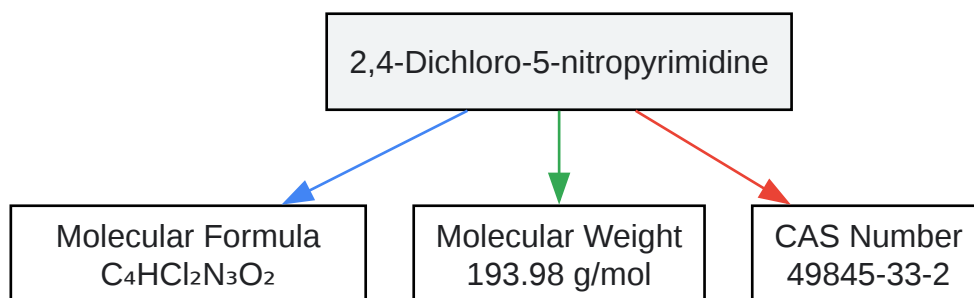 2,4-Dichloro-5-nitropyrimidine
Molecular Formula
C₄HCl₂N₃O₂
Molecular Weight
193.98 g/mol
CAS Number
49845-33-2